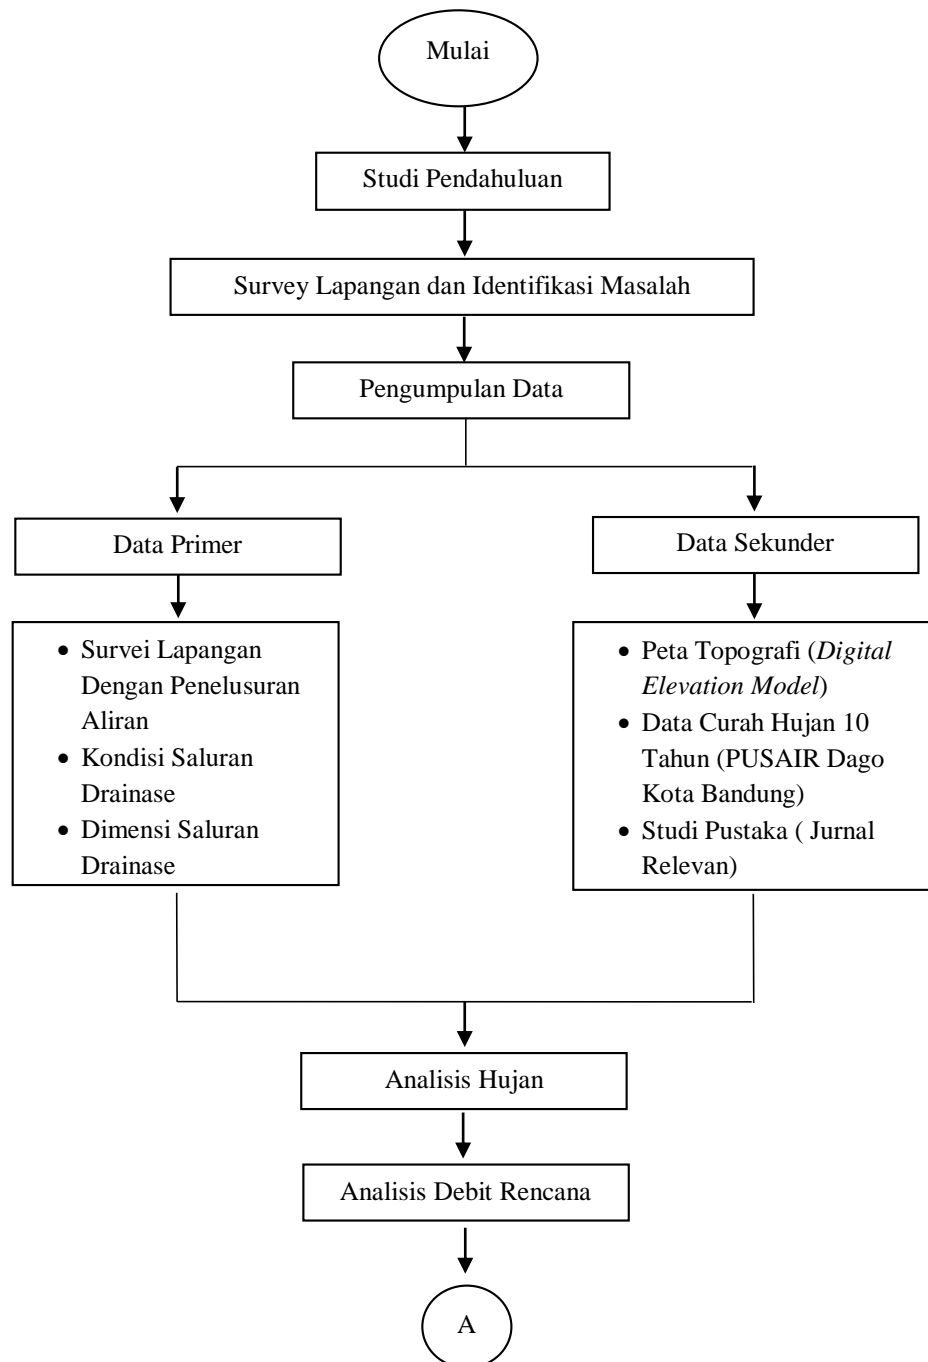 Mulai
Studi Pendahuluan
Survey Lapangan dan Identifikasi Masalah
Pengumpulan Data
Data Primer
Data Sekunder
• Survei Lapangan
Dengan Penelusuran
Aliran
• Kondisi Saluran
Drainase
• Dimensi Saluran
Drainase
• Peta Topografi (Digital
Elevation Model)
• Data Curah Hujan 10
Tahun (PUSAIR Dago
Kota Bandung)
• Studi Pustaka ( Jurnal
Relevan)
Analisis Hujan
Analisis Debit Rencana
A